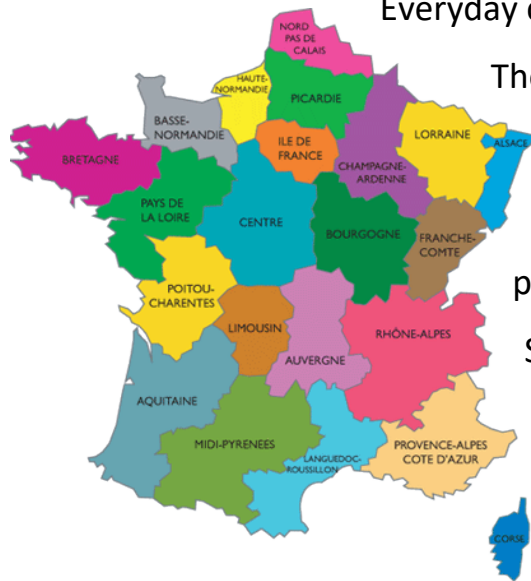 Everyday
NORD
PAS DE
CALAIS
The
HAUTE-
NORMANDIE
PICARDIE
BASSE-
NORMANDIE
LORRAINE
ALSACE
ILE DE
FRANCE
BRETAGNE
CHAMPAGNE-
ARDENNE
PAYS DE
LA LOIRE
CENTRE
BOURGOGNE
FRANCHE-
COMTE
POITOU-
CHARENTES
LIMOUSIN
RHÔNE-ALPES
AUVERGNE
AQUITAINE
MIDI-PYRENEES
PROVENCE-ALPES
COTE D'AZUR
LANGUEDOC-
ROUSSILLON
CORSE